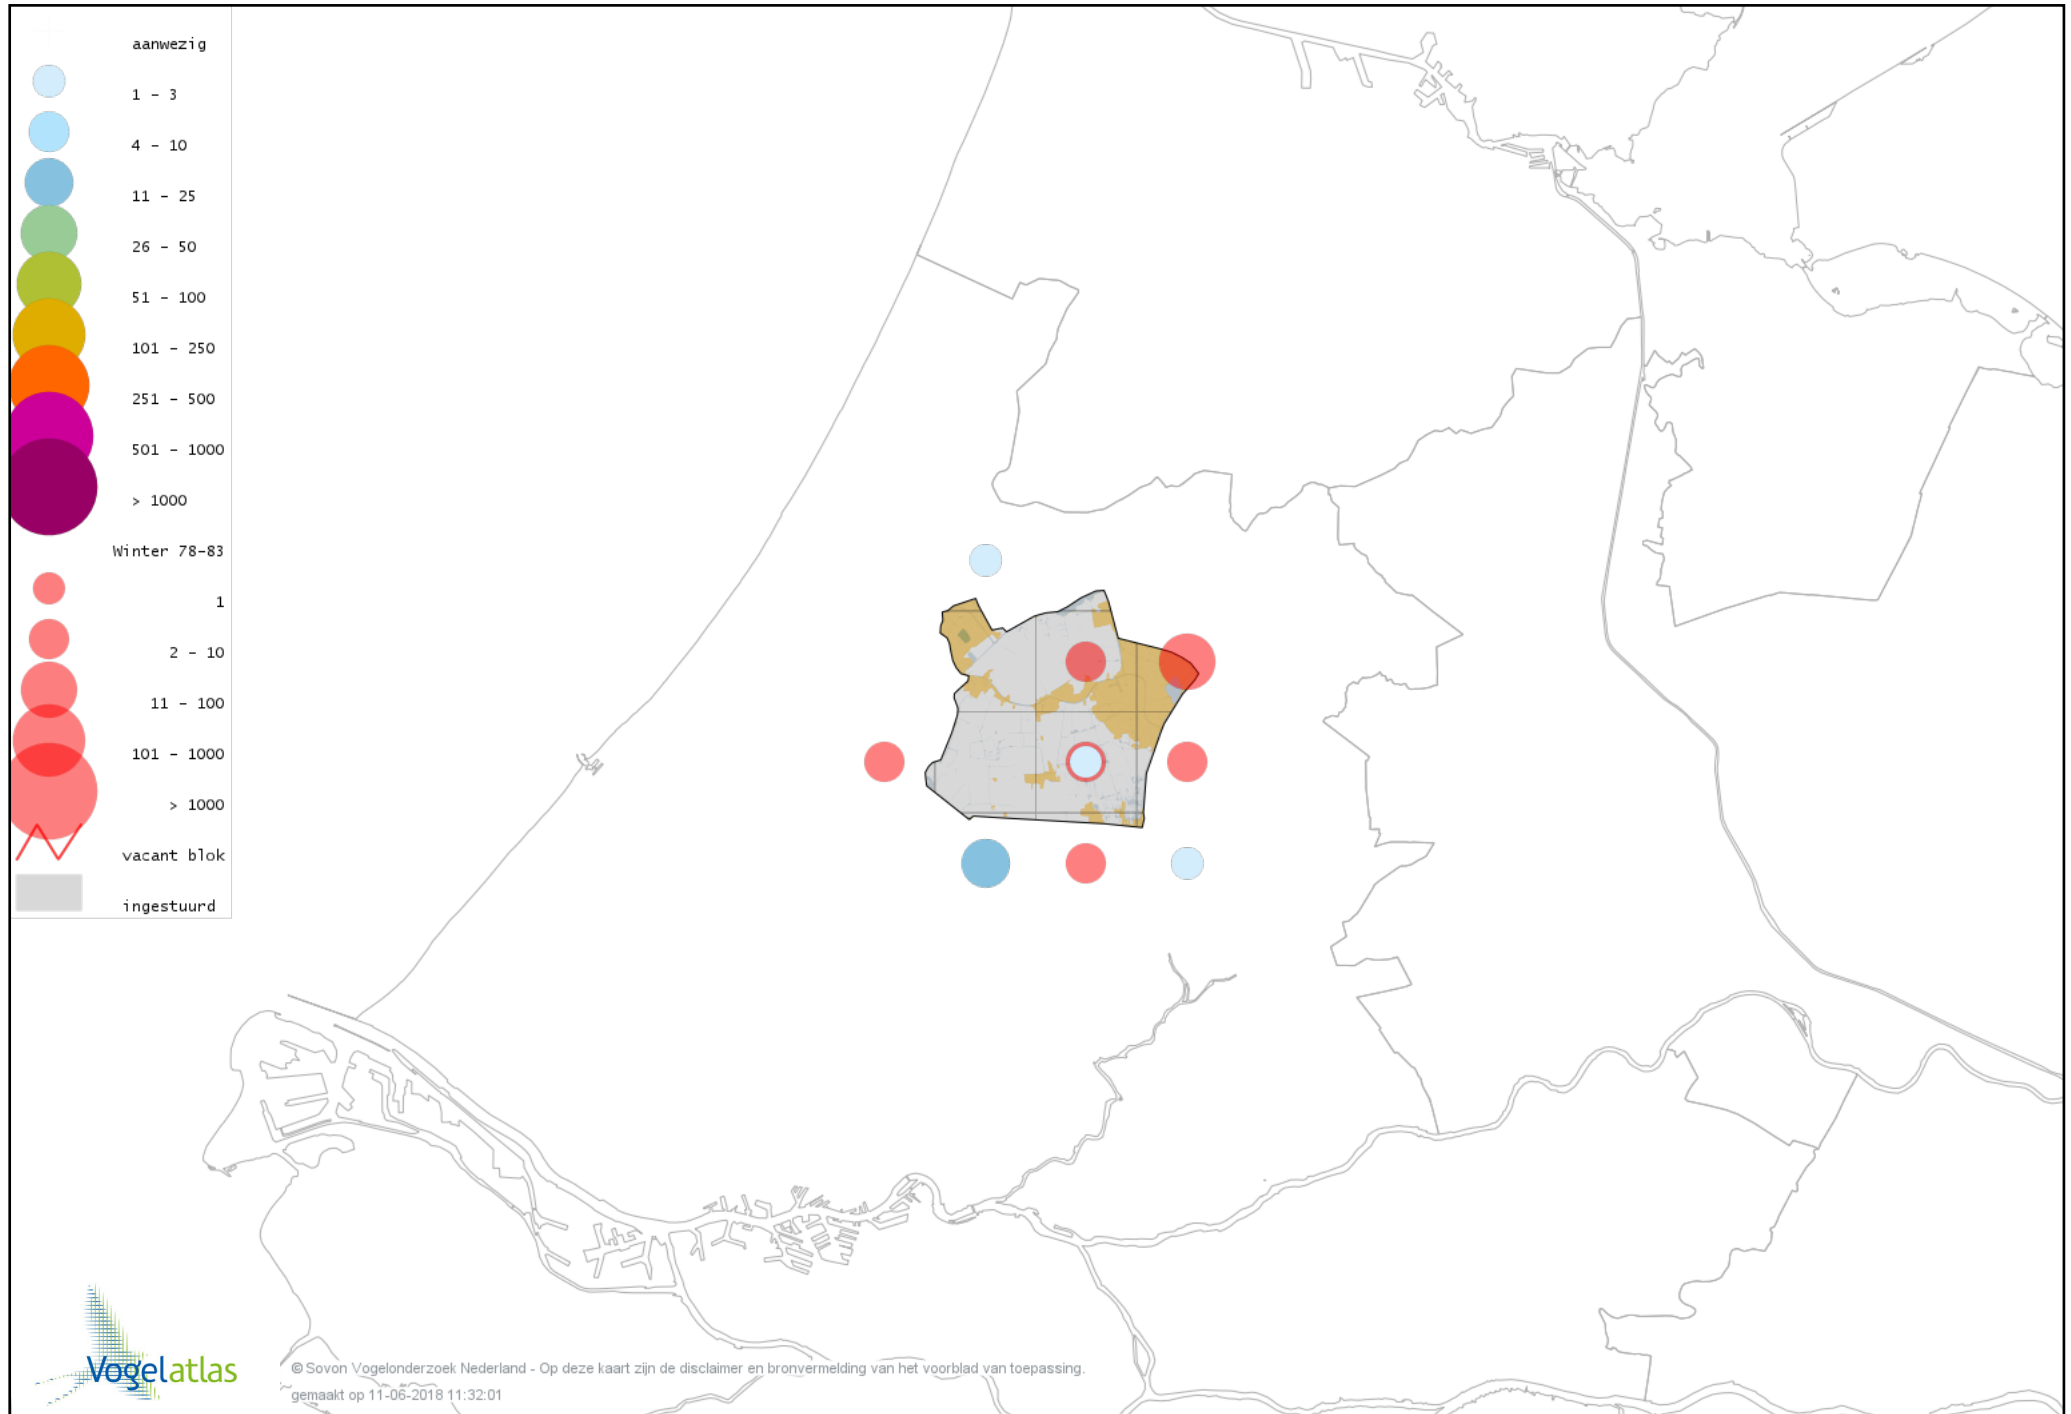 aanwezig
1 - 3
4 - 10
11 - 25
26 - 50
51 - 100
101 - 250
251 - 500
501 - 1000
> 1000
Winter 78-83
1
2 - 10
11 - 100
101 - 1000
> 1000
vacant blok
ingestuurd
Vogelatlas
© Sovon Vogelonderzoek Nederland - Op deze kaart zijn de disclaimer en bronvermelding van het voorblad van toepassing.
gemaakt op 11-06-2018 11:32:01